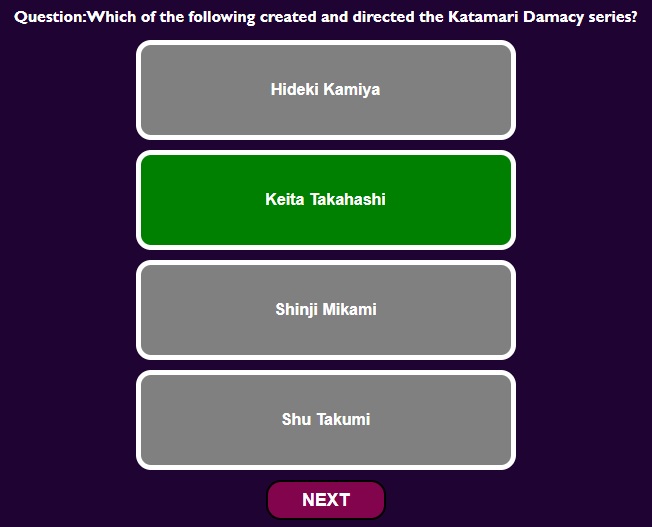 Question:Which of the following created and directed the Katamari Damacy series?
Hideki Kamiya
Keita Takahashi
Shinji Mikami
Shu Takumi
NEXT